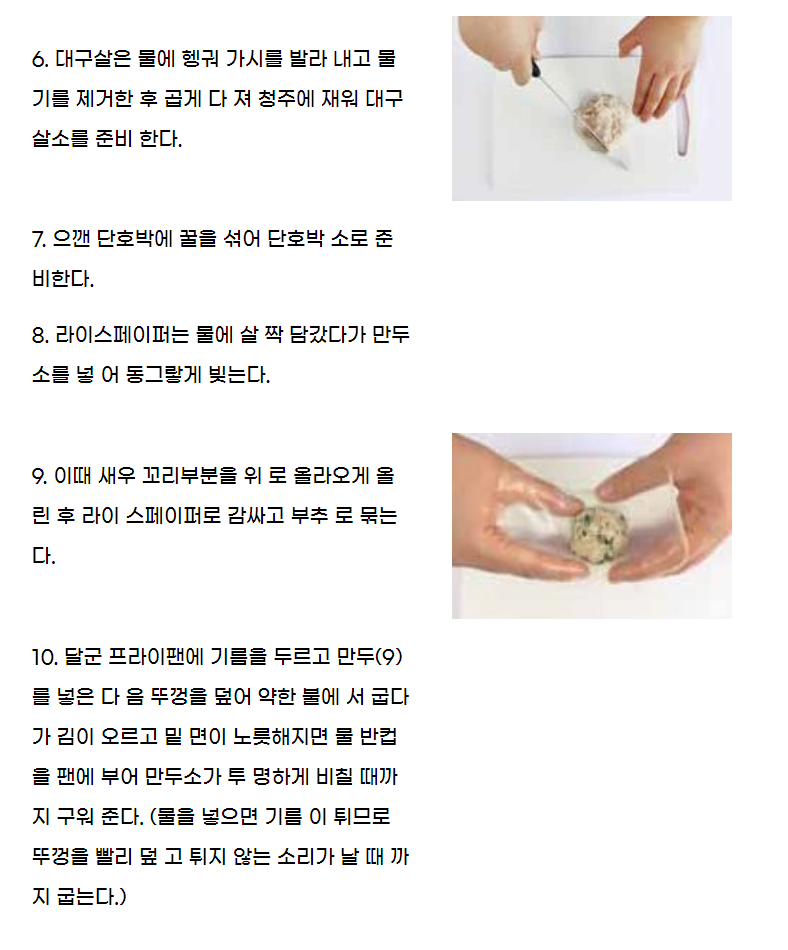 6. 대구살은 물에 헹궈 가시를 발라 내고 물
기를 제거한 후 곱게 다 져 청주에 재워 대구
살소를 준비 한다.
7. 으깬 단호박에 꿀을 섞어 단호박 소로 준
비한다.
8. 라이스페이퍼는 물에 살 짝 담갔다가 만두
소를 넣 어 동그랗게 빚는다.
9. 이때 새우 꼬리부분을 위 로 올라오게 올
린 후 라이 스페이퍼로 감싸고 부추 로 묶는
다.
10. 달군 프라이팬에 기름을 두르고 만두(9)
를 넣은 다 음 뚜껑을 덮어 약한 불에 서 굽다
가 김이 오르고 밑 면이 노릇해지면 물 반컵
을 팬에 부어 만두소가 투 명하게 비칠 때까
지 구워 준다. (물을 넣으면 기름 이 튀므로
뚜껑을 빨리 덮 고 튀지 않는 소리가 날 때 까
지 굽는다.)